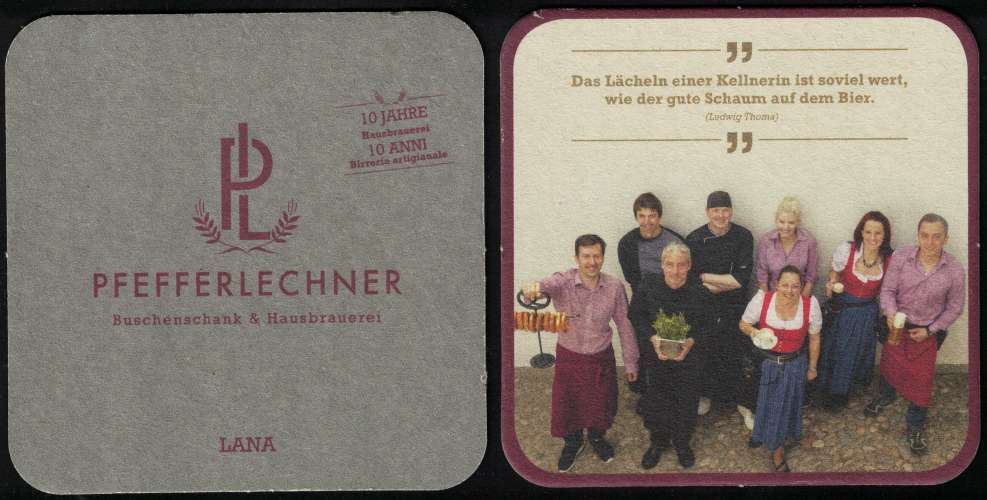 10 JAHRE
Hausbrauerei
10 ANNI
Birreria artigianale
PL
PFEFFERLECHNER
Buschenschank & Hausbrauerei
LANA
”
Das Lächeln einer Kellnerin ist soviel wert,
wie der gute Schaum auf dem Bier.
(Ludwig Thoma)
”